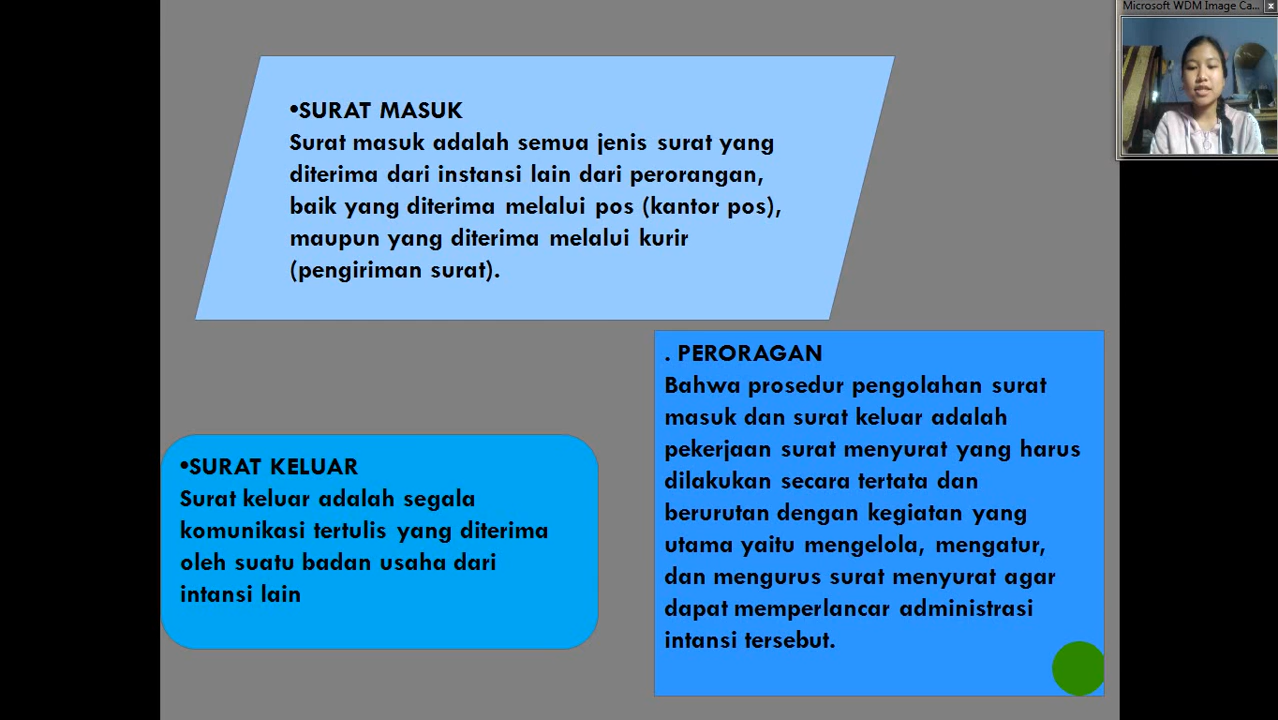 Microsoft WDM Image Ca... x
•SURAT MASUK
Surat masuk adalah semua jenis surat yang
diterima dari instansi lain dari perorangan,
baik yang diterima melalui pos (kantor pos),
maupun yang diterima melalui kurir
(pengiriman surat).
•SURAT KELUAR
Surat keluar adalah segala
komunikasi tertulis yang diterima
oleh suatu badan usaha dari
intansi lain
. PERORAGAN
Bahwa prosedur pengolahan surat
masuk dan surat keluar adalah
pekerjaan surat menyurat yang harus
dilakukan secara tertata dan
berurutan dengan kegiatan yang
utama yaitu mengelola, mengatur,
dan mengurus surat menyurat agar
dapat memperlancar administrasi
intansi tersebut.